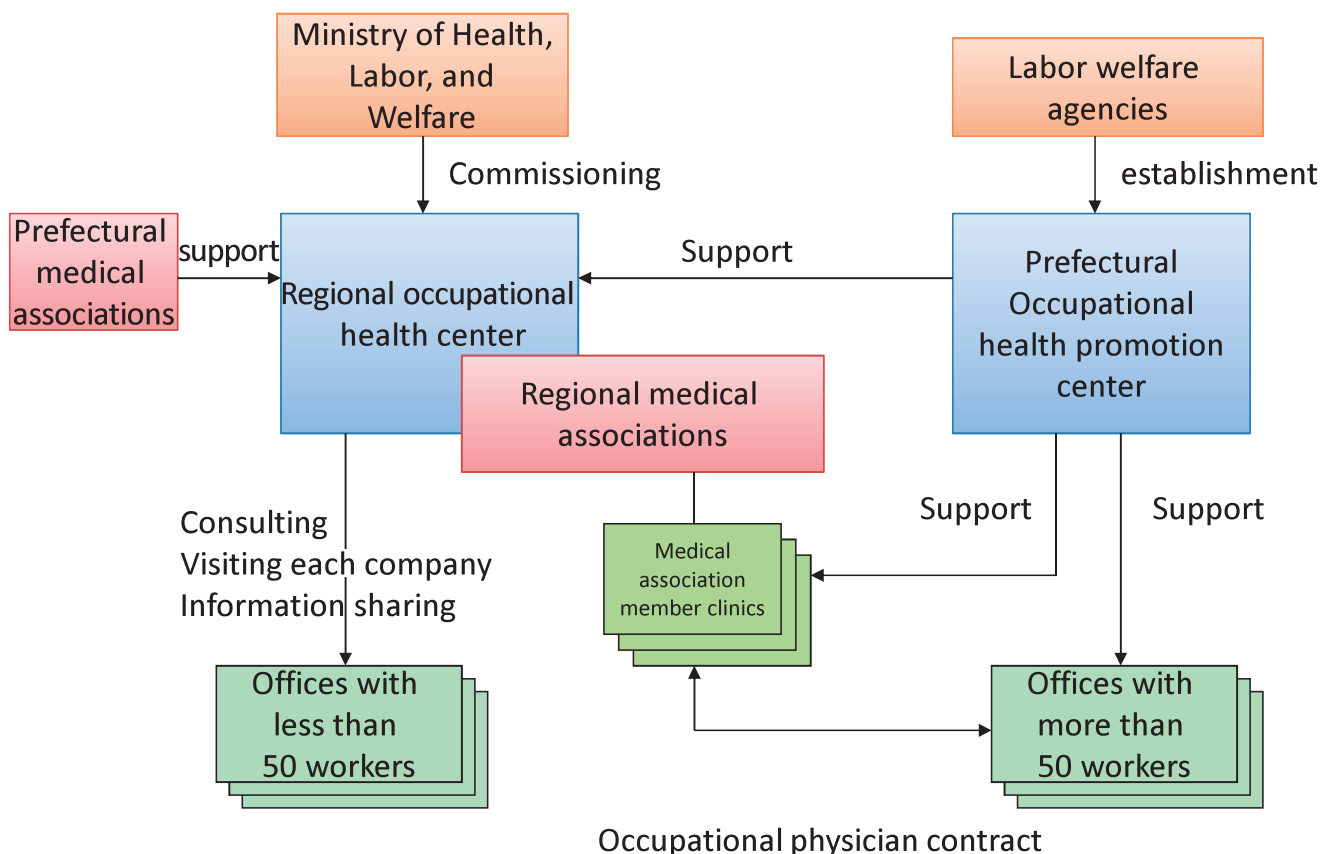 Ministry of Health,
Labor, and
Welfare
Labor welfare
agencies
Commissioning
establishment
Prefectural
medical
associations
support
Regional occupational
health center
Support
Prefectural
Occupational
health promotion
center
Regional medical
associations
Consulting
Visiting each company
Information sharing
Support
Support
Medical
association
member clinics
Offices with
less than
50 workers
Offices with
more than
50 workers
Occupational physician contract